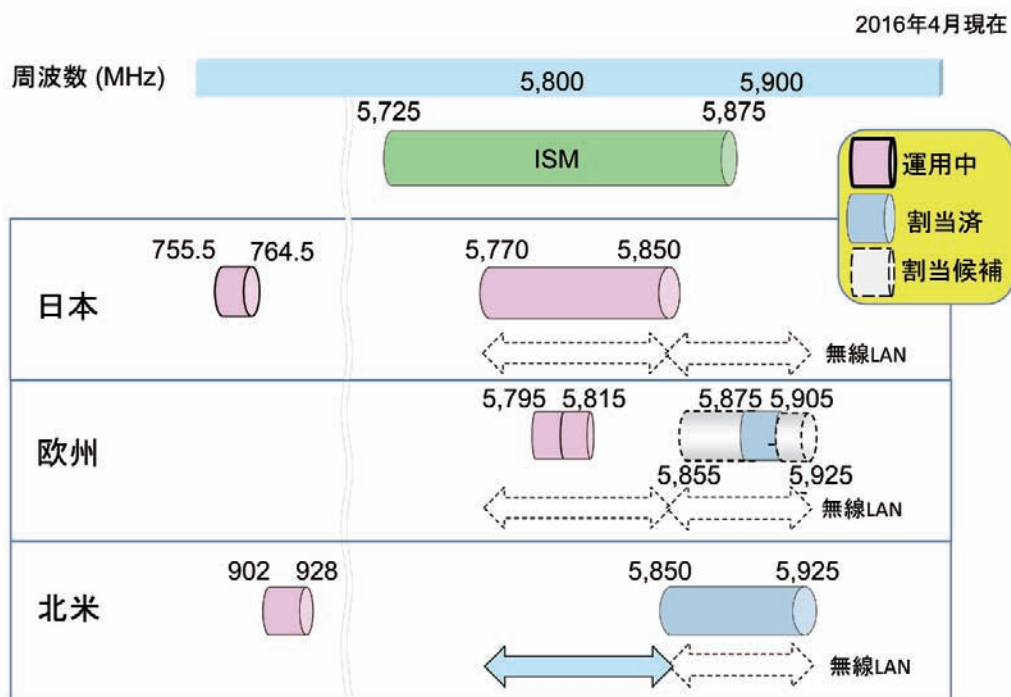 2016年4月現在
周波数 (MHz)
5,800
5,900
5,725
5,875
ISM
運用中
割当済
割当候補
日本
755.5
764.5
5,770
5,850
無線LAN
欧州
5,795
5,815
5,875
5,905
5,855
5,925
無線LAN
北米
902
928
5,850
5,925
無線LAN